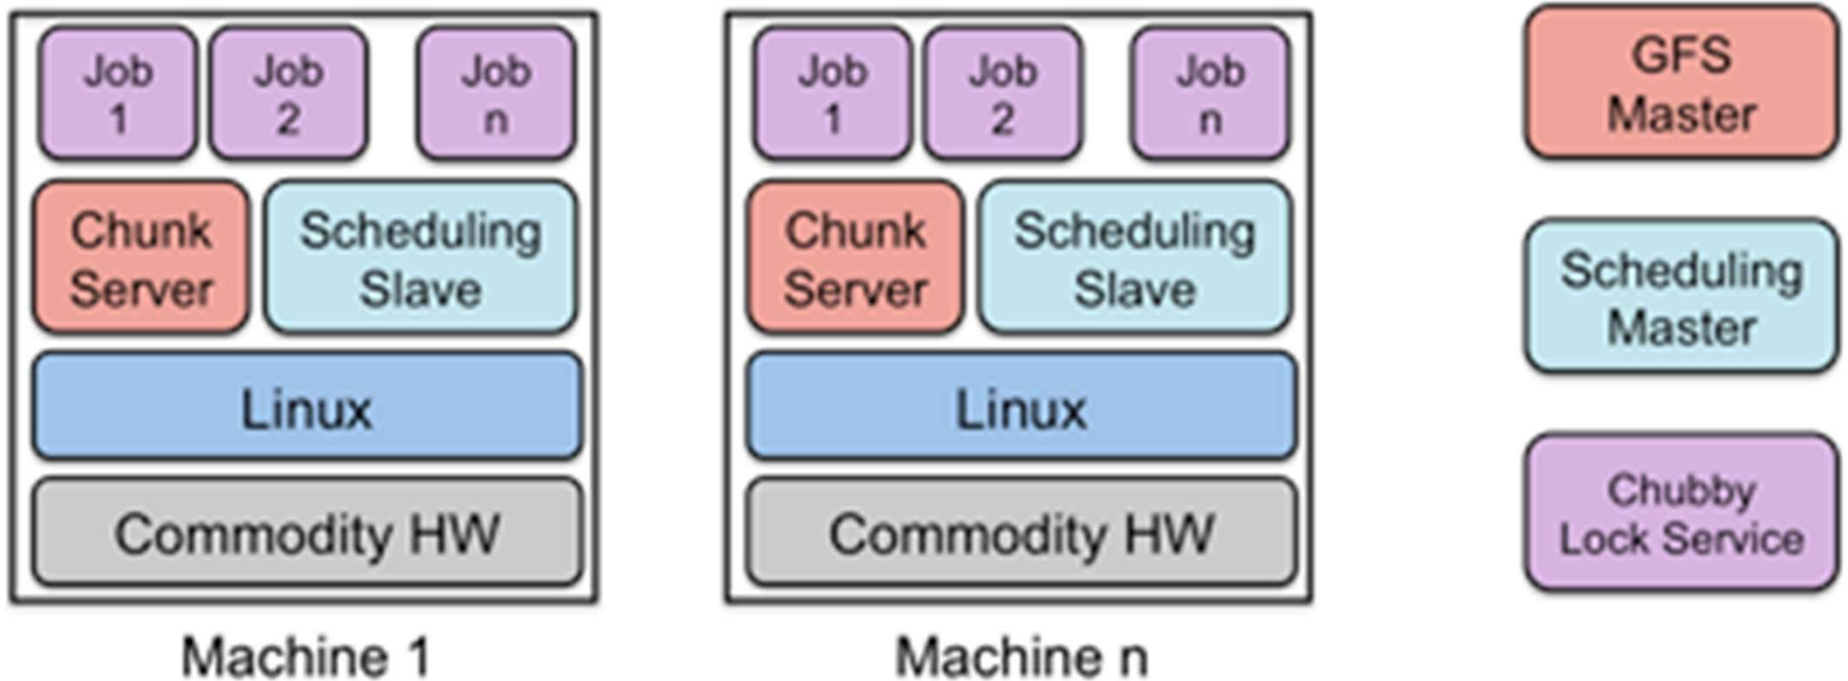 Job
1
Job
2
Job
n
Chunk
Server
Scheduling
Slave
Linux
Commodity HW
Machine 1
Job
1
Job
2
Job
n
Chunk
Server
Scheduling
Slave
Linux
Commodity HW
Machine n
GFS
Master
Scheduling
Master
Chubby
Lock Service